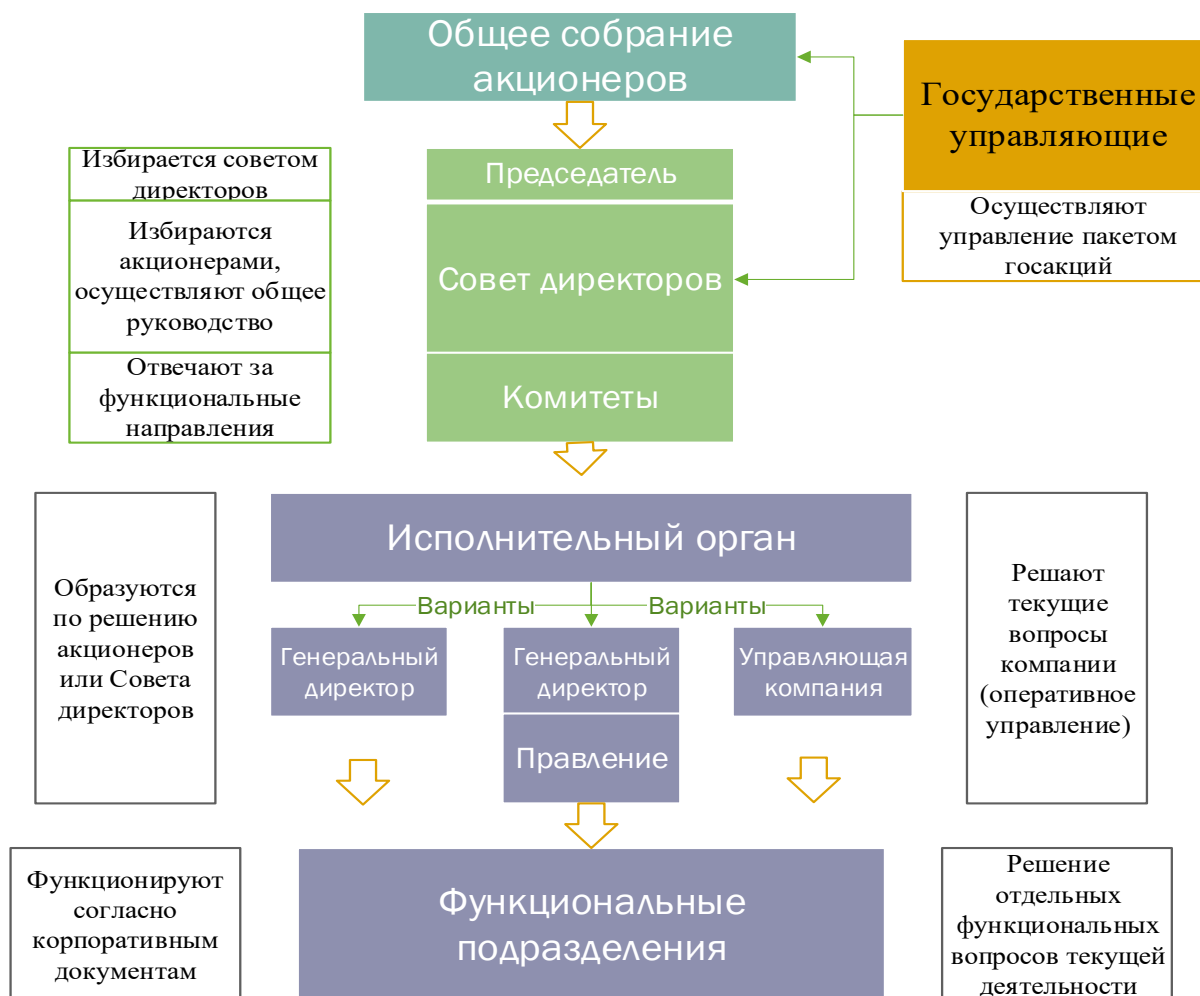 Общее собрание
акционеров
Государственные
управляющие
Осуществляют
управление пакетом
госакций
Избирается советом
директоров
Председатель
Избираются
акционерами,
осуществляют общее
руководство
Совет директоров
Отвечают за
функциональные
направления
Комитеты
Исполнительный орган
Образуются
по решению
акционеров
или Совета
директоров
Варианты
Варианты
Генеральный
директор
Генеральный
директор
Управляющая
компания
Правление
Решают
текущие
вопросы
компании
(оперативное
управление)
Функционируют
согласно
корпоративным
документам
Функциональные
подразделения
Решение
отдельных
функциональных
вопросов текущей
деятельности